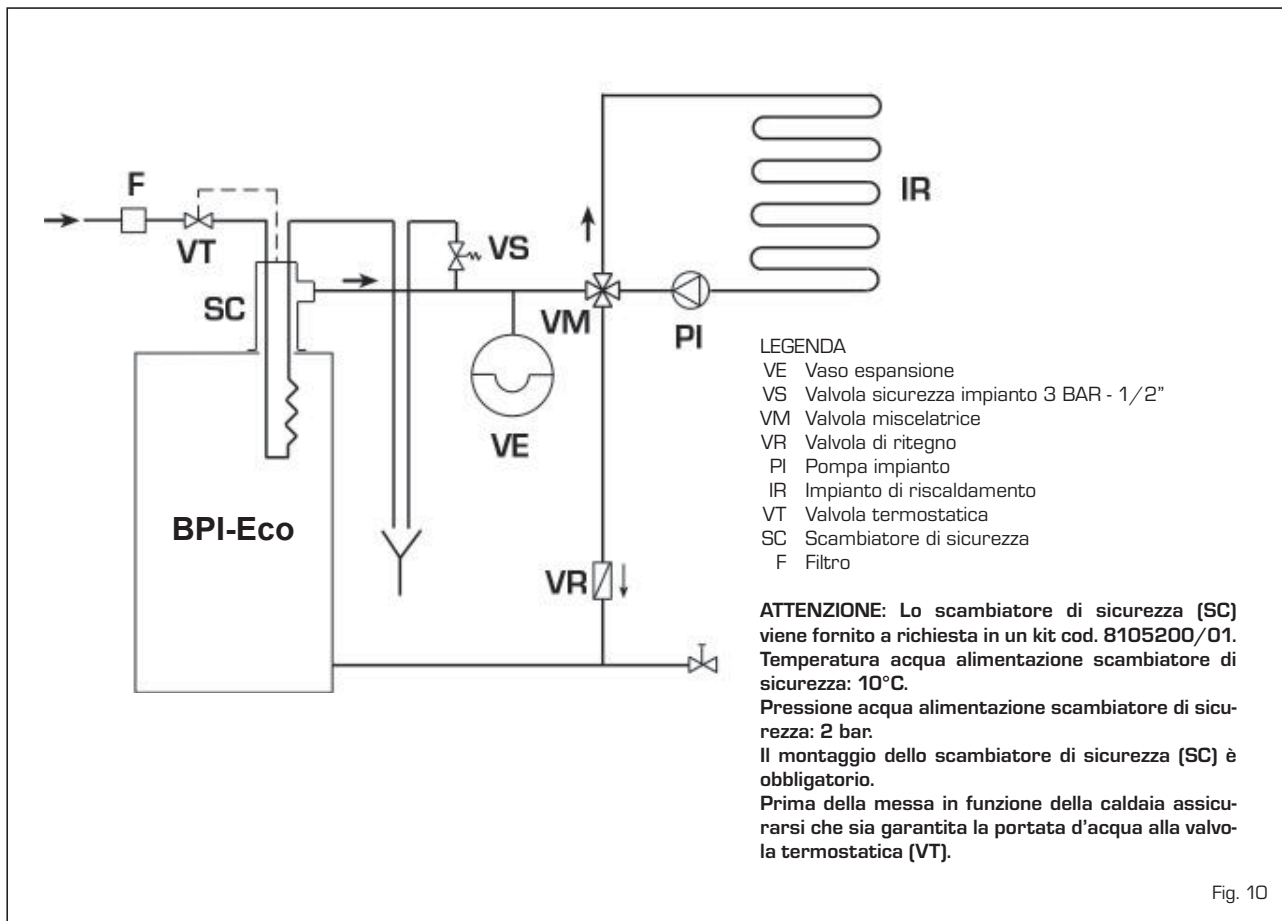 F
VT
SC
VS
VM
PI
IR
VE
BPI-Eco
VR
LEGENDA
VE Vaso espansione
VS Valvola sicurezza impianto 3 BAR - 1/2”
VM Valvola miscelatrice
VR Valvola di ritegno
PI Pompa impianto
IR Impianto di riscaldamento
VT Valvola termostatica
SC Scambiatore di sicurezza
F Filtro
ATTENZIONE: Lo scambiatore di sicurezza (SC)
viene fornito a richiesta in un kit cod. 8105200/01.
Temperatura acqua alimentazione scambiatore di
sicurezza: 10°C.
Pressione acqua alimentazione scambiatore di sicu-
rezza: 2 bar.
Il montaggio dello scambiatore di sicurezza (SC) è
obbligatorio.
Prima della messa in funzione della caldaia assicu-
rarsi che sia garantita la portata d’acqua alla valvo-
la termostatica (VT).
Fig. 10